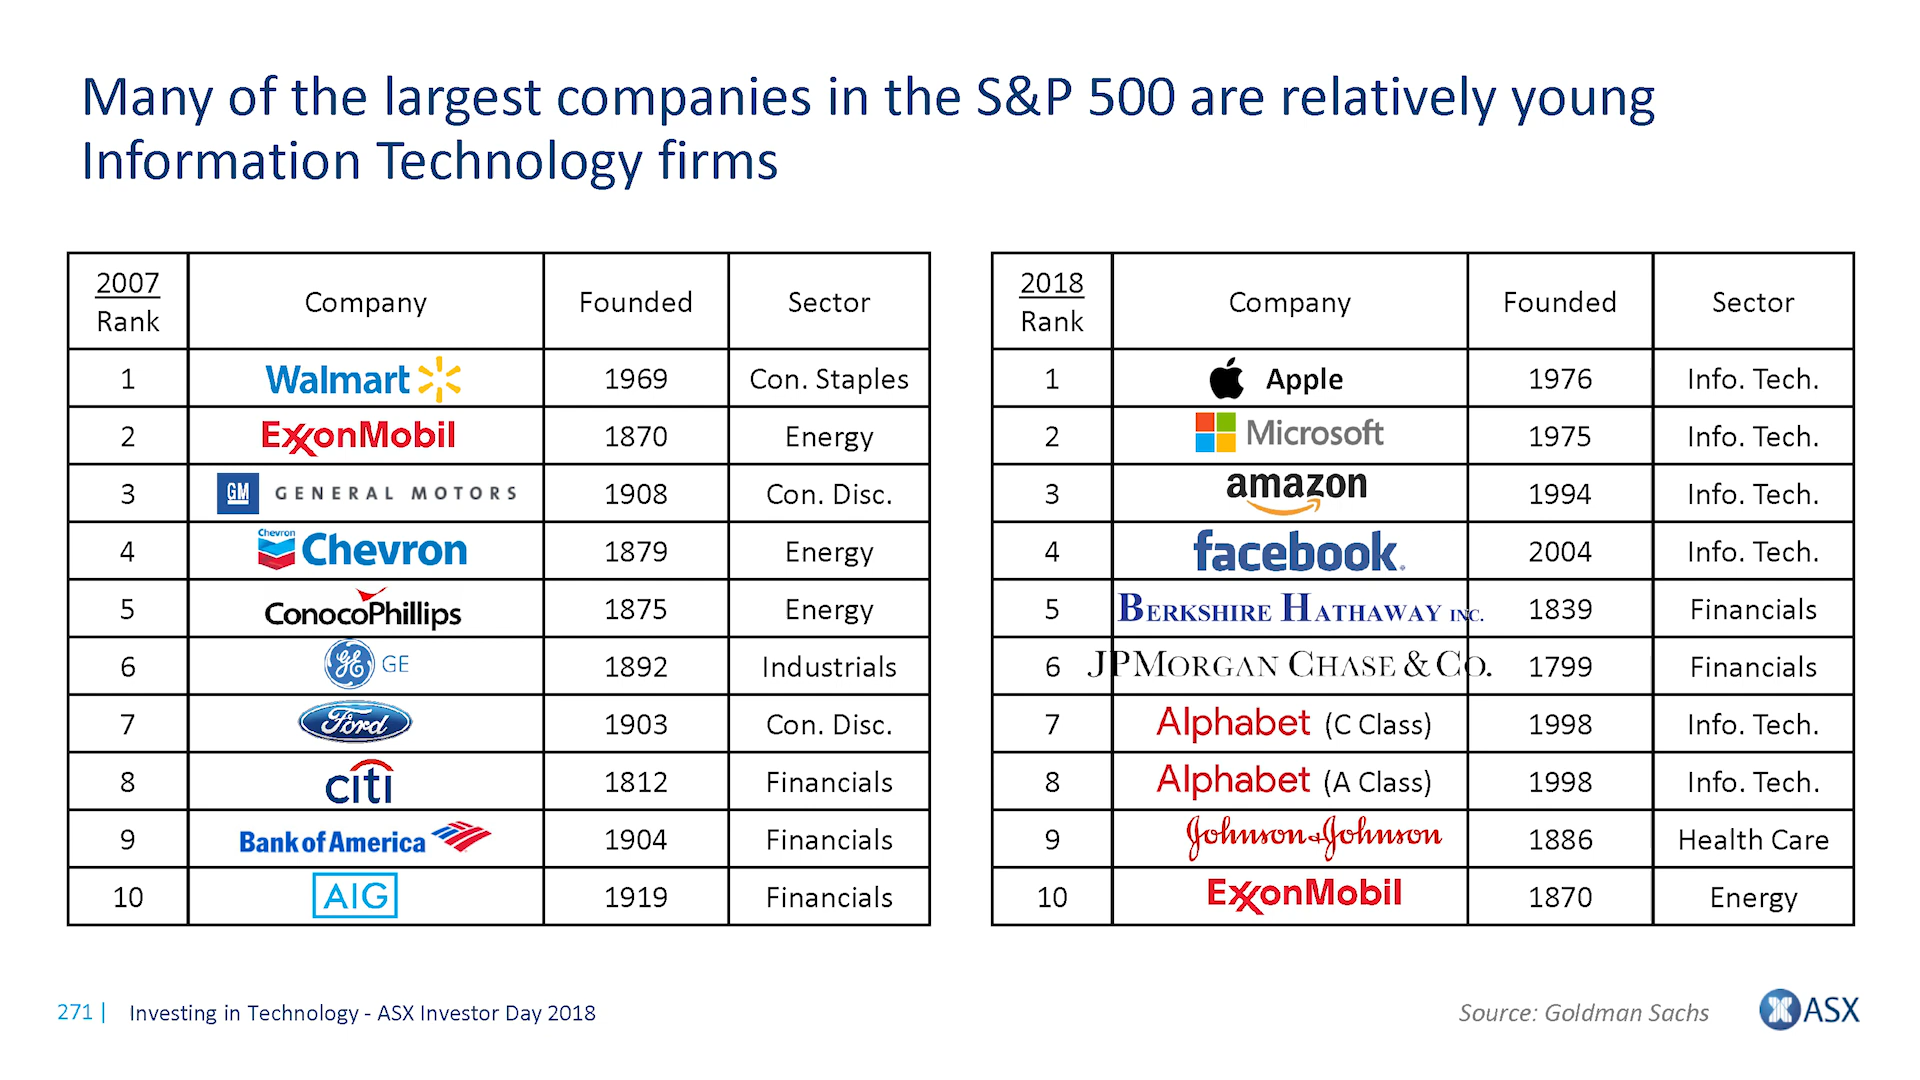 Many of the largest companies in the S&P 500 are relatively young
Information Technology firms
2007 Rank Company Founded Sector
1 Walmart 1969 Con. Staples
2 ExxonMobil 1870 Energy
3 GM GENERAL MOTORS 1908 Con. Disc.
4 Chevron Chevron 1879 Energy
5 ConocoPhillips 1875 Energy
6 GE GE 1892 Industrials
7 Ford 1903 Con. Disc.
8 citi 1812 Financials
9 Bank of America 1904 Financials
10 AIG 1919 Financials
2018 Rank Company Founded Sector
1 Apple 1976 Info. Tech.
2 Microsoft 1975 Info. Tech.
3 amazon 1994 Info. Tech.
4 facebook 2004 Info. Tech.
5 BERKSHIRE HATHAWAY INC. 1839 Financials
6 JPMORGAN CHASE & CO. 1799 Financials
7 Alphabet (C Class) 1998 Info. Tech.
8 Alphabet (A Class) 1998 Info. Tech.
9 Johnson & Johnson 1886 Health Care
10 ExxonMobil 1870 Energy
271 | Investing in Technology - ASX Investor Day 2018
Source: Goldman Sachs
ASX